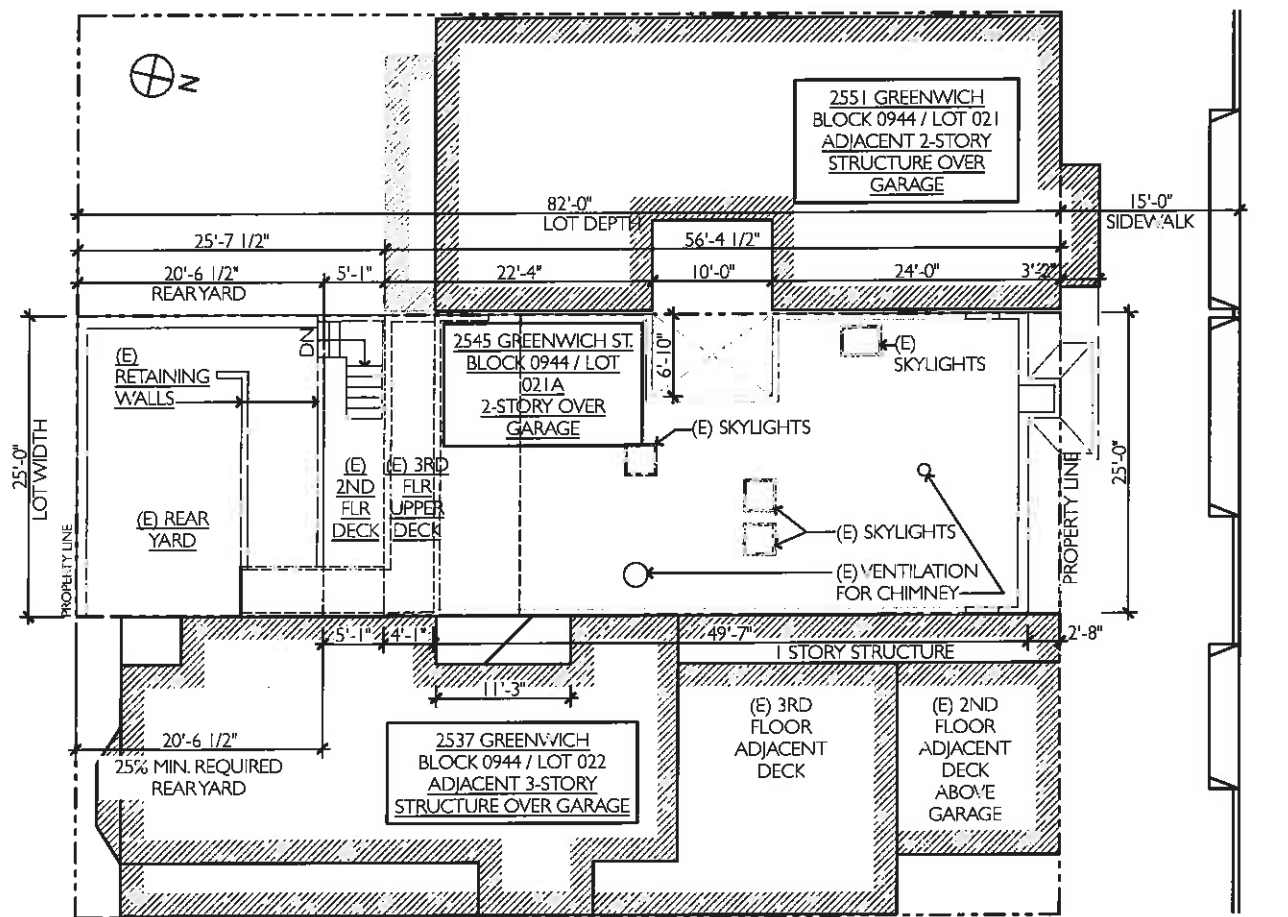 N
2551 GREENWICH
BLOCK 0944 / LOT 021
ADJACENT 2-STORY
STRUCTURE OVER
GARAGE
82'-0"
LOT DEPTH
15'-0"
SIDEWALK
25'-7 1/2"
56'-4 1/2"
20'-6 1/2"
REAR YARD
5'-1"
22'-4"
10'-0"
24'-0"
3'-2"
DN
(E)
RETAINING
WALLS
2545 GREENWICH ST.
BLOCK 0944 / LOT
021A
2-STORY OVER
GARAGE
6'-10"
(E)
SKYLIGHTS
(E) SKYLIGHTS
25'-0"
LOT WIDTH
PROPERTY LINE
(E) REAR
YARD
(E)
2ND
FLR
DECK
(E) 3RD
FLR
UPPER
DECK
(E) SKYLIGHTS
(E) VENTILATION
FOR CHIMNEY
PROPERTY LINE
25'-0"
5'-1"
4'-1"
49'-7"
2'-8"
1 STORY STRUCTURE
11'-3"
20'-6 1/2"
25% MIN. REQUIRED
REAR YARD
2537 GREENWICH
BLOCK 0944 / LOT 022
ADJACENT 3-STORY
STRUCTURE OVER GARAGE
(E) 3RD
FLOOR
ADJACENT
DECK
(E) 2ND
FLOOR
ADJACENT
DECK
ABOVE
GARAGE